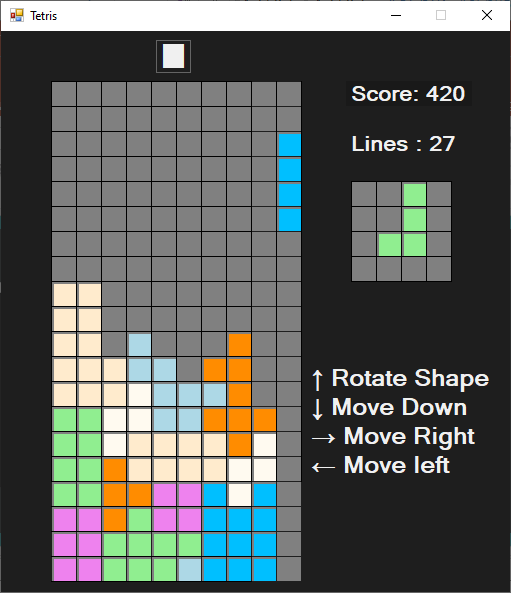 Tetris
Score: 420
Lines : 27
↑ Rotate Shape
↓ Move Down
→ Move Right
← Move left